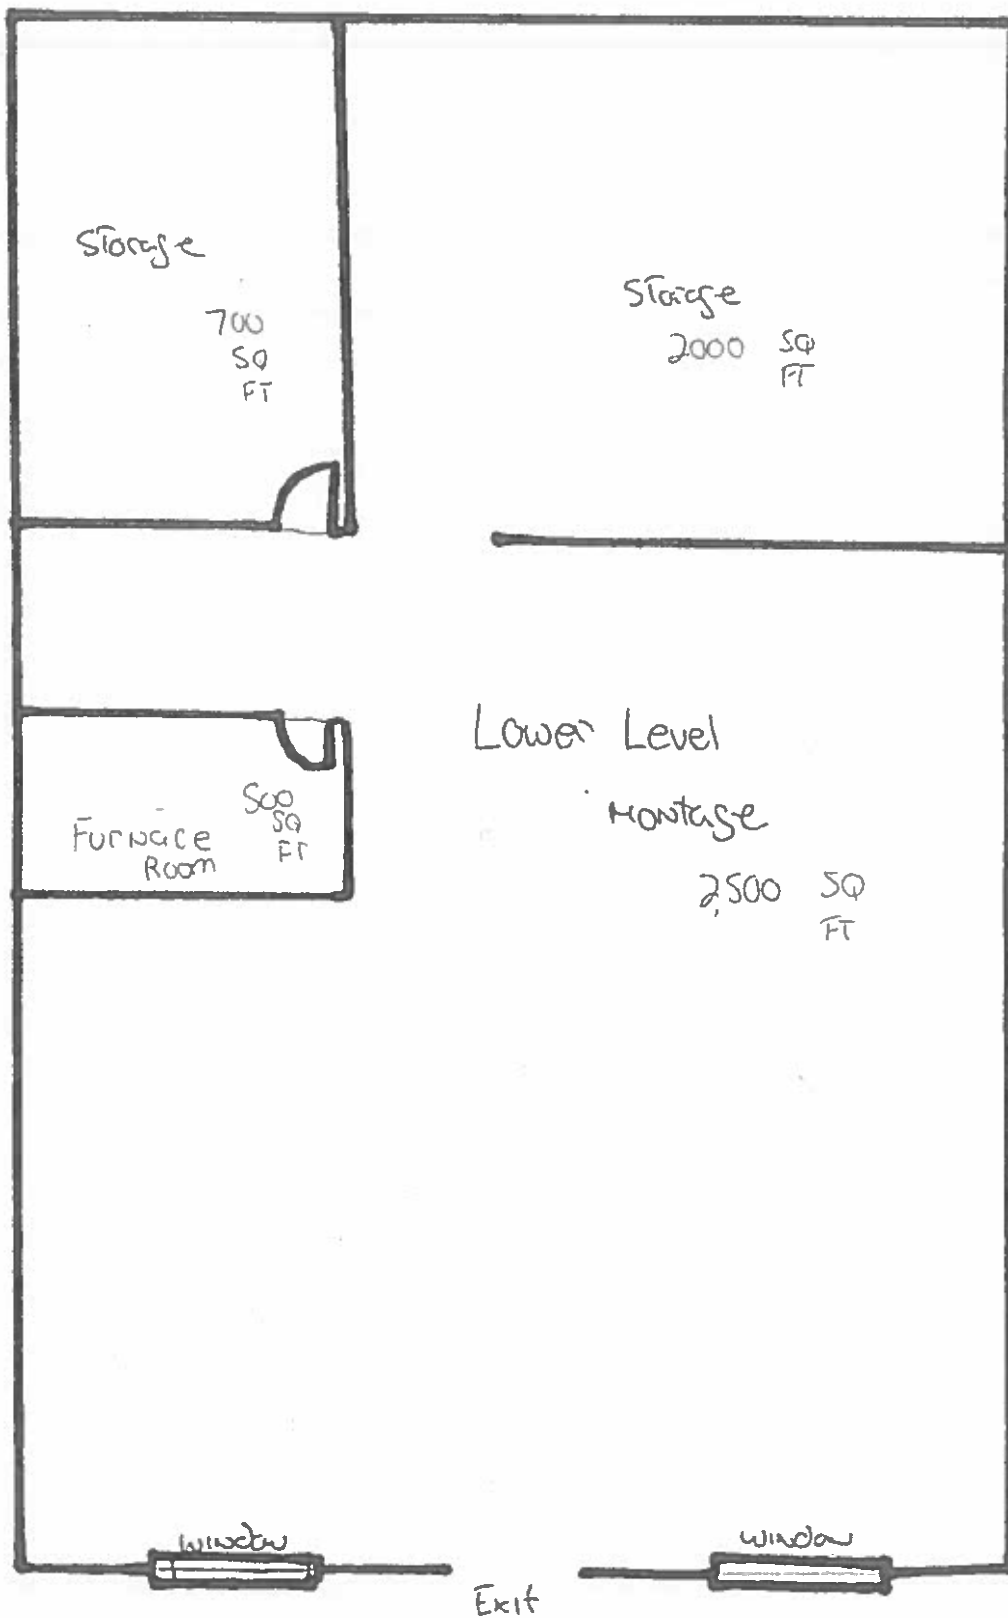 Storage
700
SQ
FT
Storage
2000 SQ
FT
Lower Level
Montage
2,500 SQ
FT
500
SQ
FT
Furnace
Room
window
window
Exit